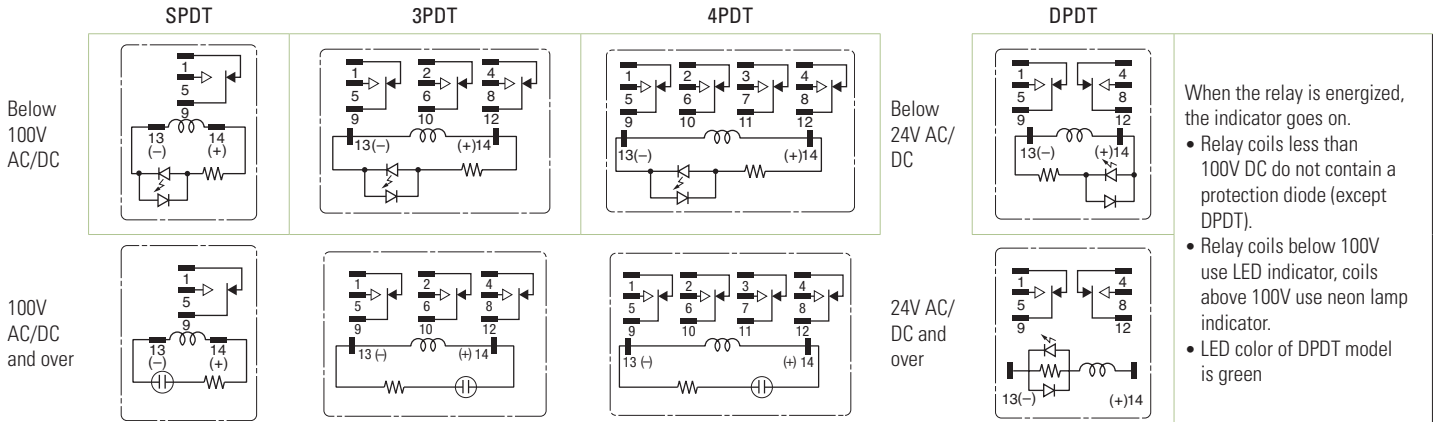 SPDT
3PDT
4PDT
DPDT
Below
100V
AC/DC
1
5
9
13
(–)
14
(+)
1
2
4
5
6
8
9
10
12
13(–)
(+)14
1
2
3
4
5
6
7
8
9
10
11
12
13(–)
(+)14
Below
24V AC/
DC
1
4
5
8
9
12
13(–)
(+)14
100V
AC/DC
and over
1
5
9
13
(–)
14
(+)
1
2
4
5
6
8
9
10
12
13 (–)
(+) 14
1
2
3
4
5
6
7
8
9
10
11
12
13 (–)
(+) 14
24V AC/
DC and
over
1
4
5
8
9
12
13(–)
(+)14
When the relay is energized,
the indicator goes on.
• Relay coils less than
100V DC do not contain a
protection diode (except
DPDT).
• Relay coils below 100V
use LED indicator, coils
above 100V use neon lamp
indicator.
• LED color of DPDT model
is green